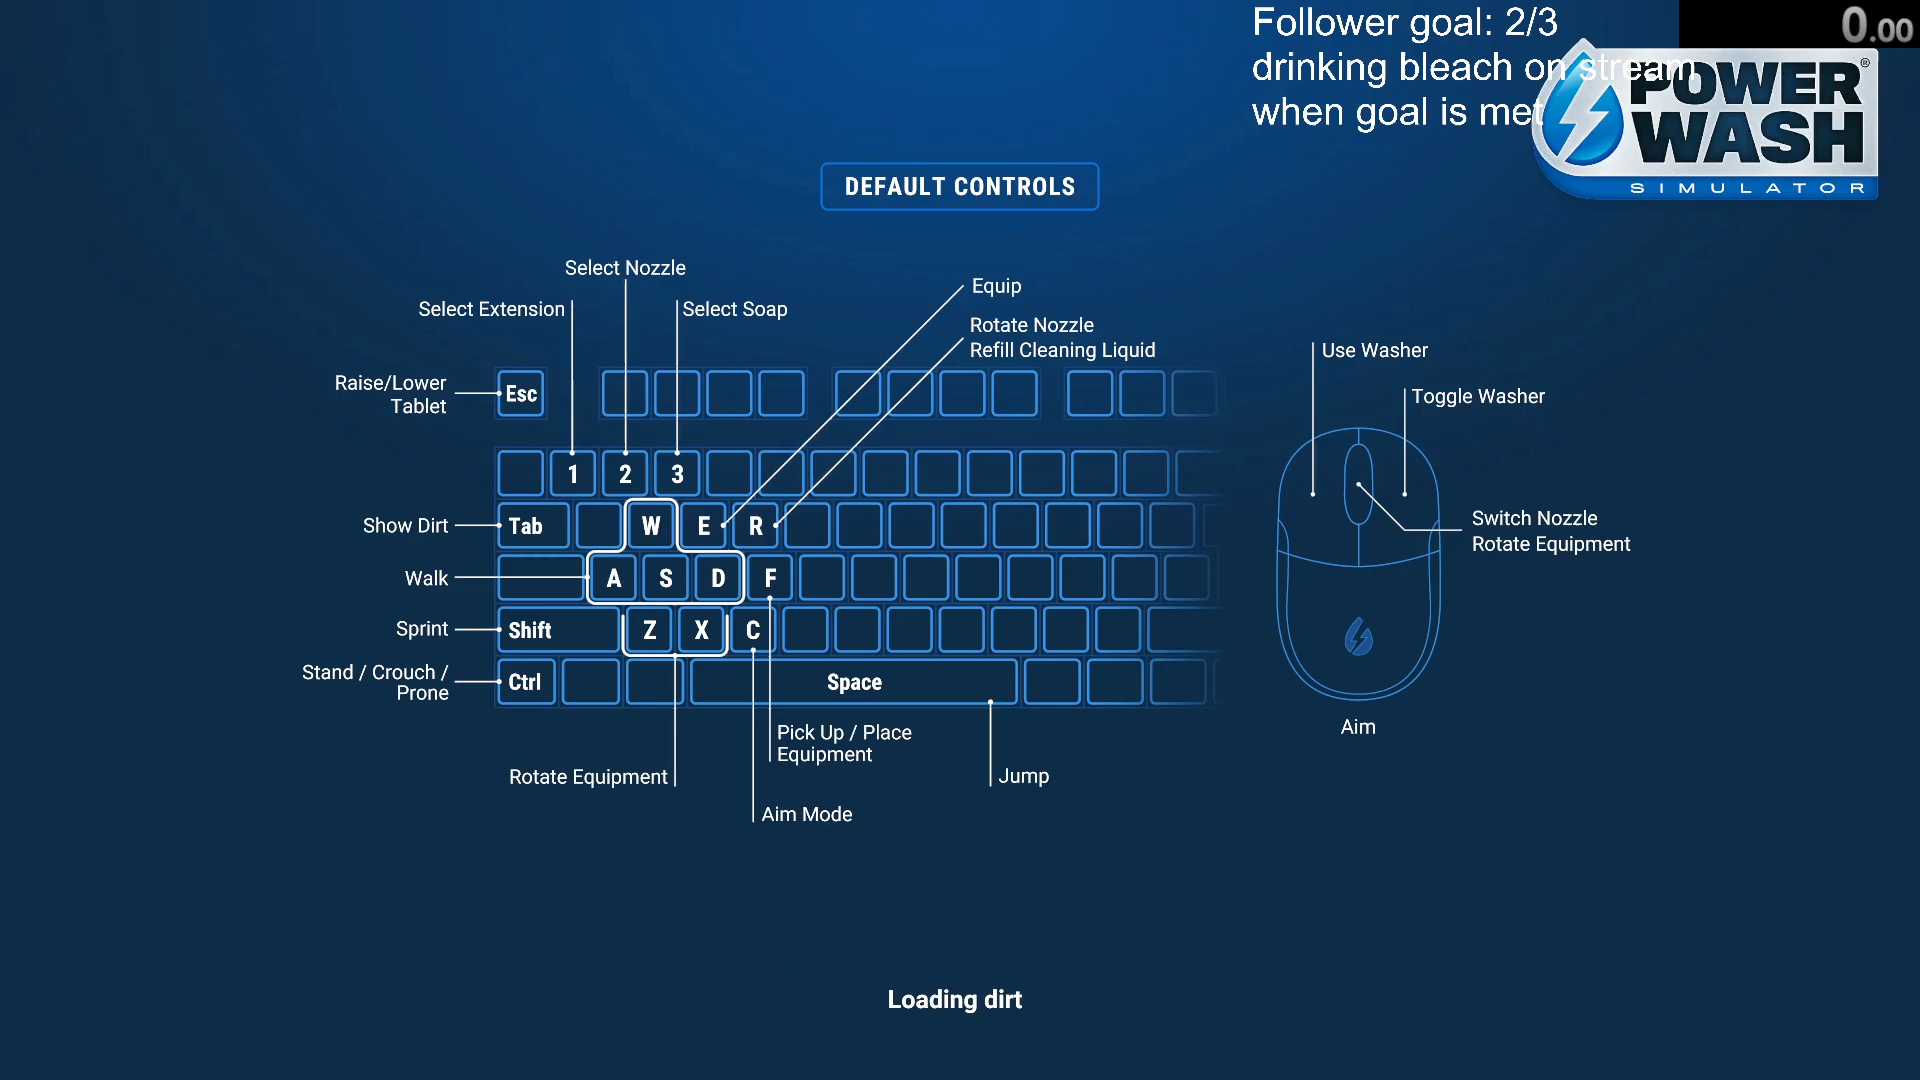 Follower goal: 2/3
drinking bleach on stream
when goal is met
0.00
POWER
WASH
SIMULATOR
®
DEFAULT CONTROLS
Select Nozzle
Select Extension
Select Soap
Equip
Rotate Nozzle
Refill Cleaning Liquid
Raise/Lower
Tablet
Esc
1 2 3
Show Dirt
Tab W E R
Walk
A S D F
Sprint
Shift Z X C
Stand / Crouch /
Prone
Ctrl Space
Pick Up / Place
Equipment
Rotate Equipment
Jump
Aim Mode
Use Washer
Toggle Washer
Switch Nozzle
Rotate Equipment
Aim
Loading dirt